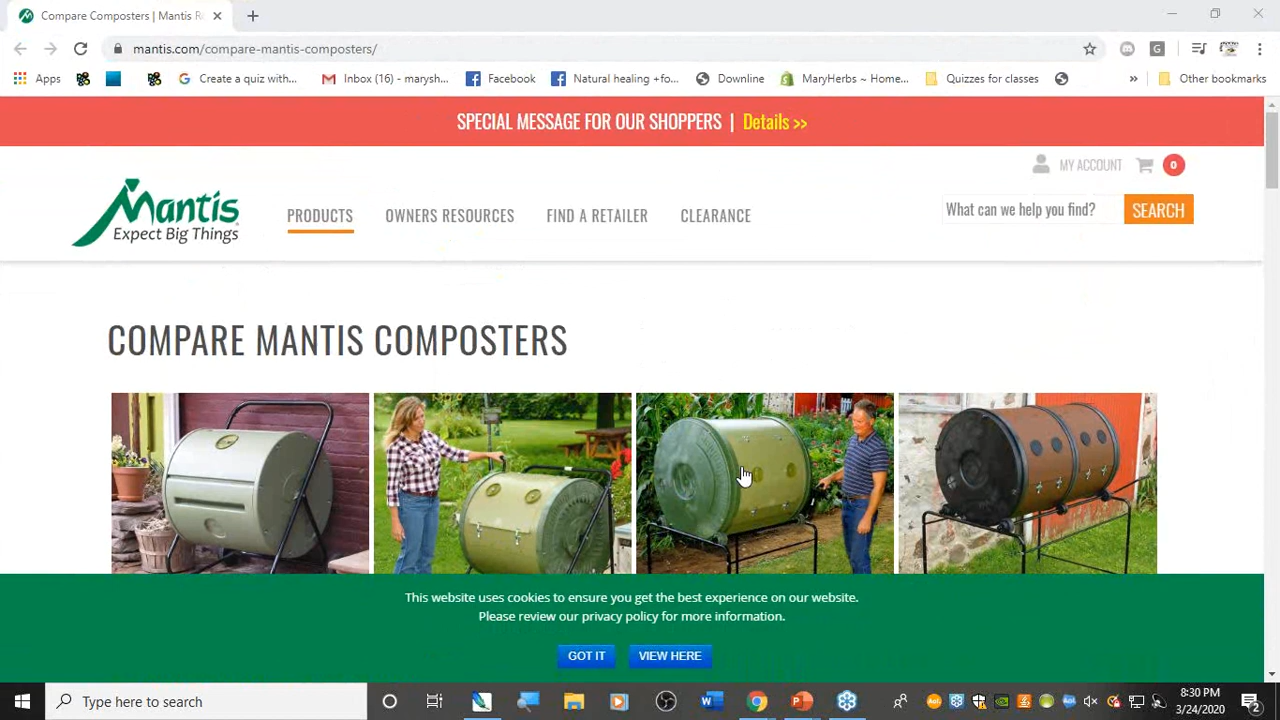 Compare Composters | Mantis R
mantis.com/compare-mantis-composters/
Apps
Create a quiz with...
Inbox (16) - marysh...
Facebook
Natural healing +fo...
Downline
MaryHerbs ~ Home...
Quizzes for classes
»
Other bookmarks
SPECIAL MESSAGE FOR OUR SHOPPERS | Details >>
MY ACCOUNT
0
Mantis
Expect Big Things
PRODUCTS
OWNERS RESOURCES
FIND A RETAILER
CLEARANCE
What can we help you find?
SEARCH
COMPARE MANTIS COMPOSTERS
This website uses cookies to ensure you get the best experience on our website.
Please review our privacy policy for more information.
GOT IT
VIEW HERE
Type here to search
8:30 PM
3/24/2020
2